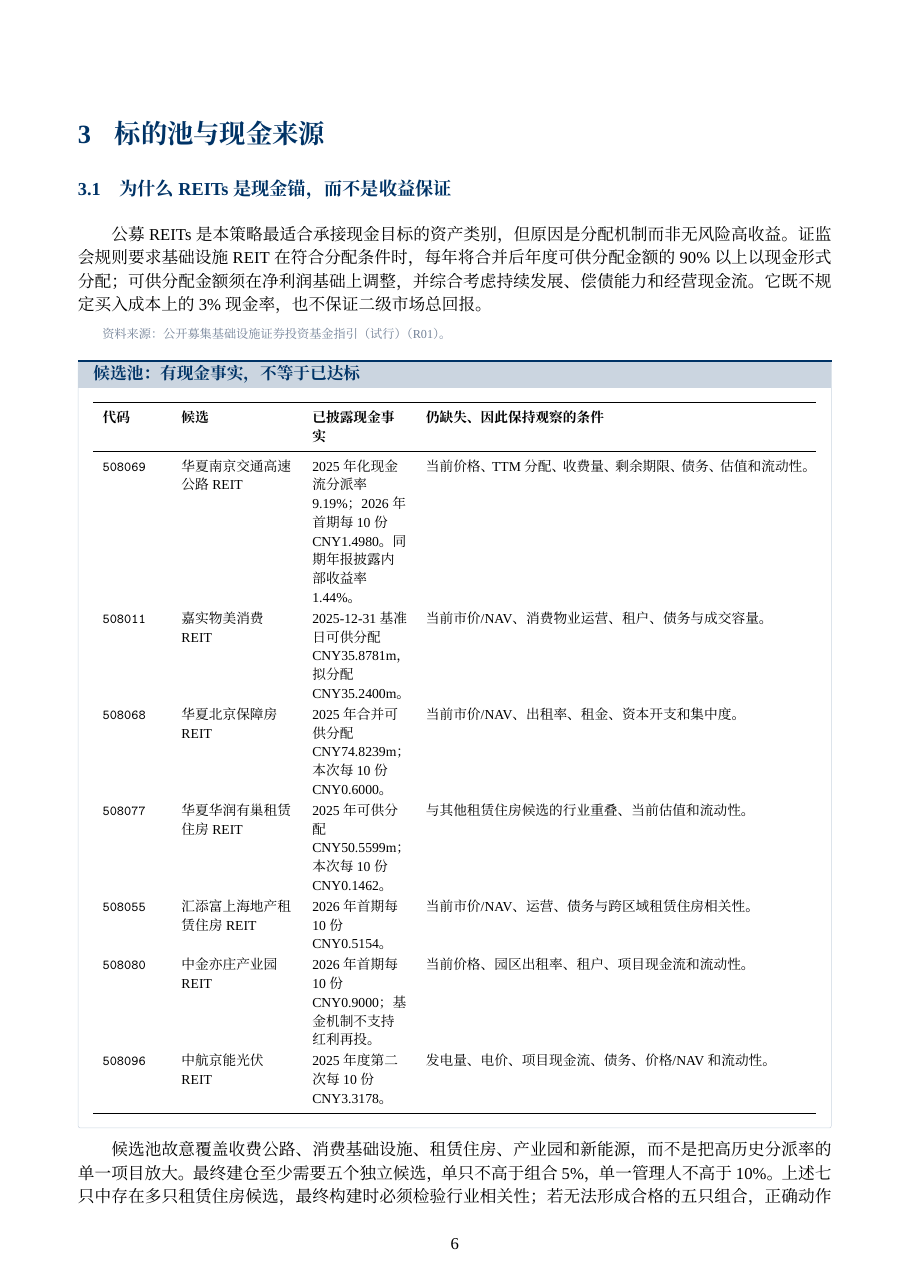 3 标的池与现金来源
3.1 为什么 REITs 是现金锚，而不是收益保证
公募 REITs 是本策略最适合承接现金目标的资产类别，但原因是分配机制而非无风险高收益。证监
会规则要求基础设施 REIT 在符合分配条件时，每年将合并后年度可供分配金额的 90% 以上以现金形式
分配；可供分配金额须在净利润基础上调整，并综合考虑持续发展、偿债能力和经营现金流。它既不规
定买入成本上的 3% 现金率，也不保证二级市场总回报。
资料来源：公开募集基础设施证券投资基金指引（试行）（R01）。
候选池：有现金事实，不等于已达标
代码 候选 已披露现金事 仍缺失、因此保持观察的条件
实
508069 华夏南京交通高速 2025 年化现金 当前价格、TTM 分配、收费量、剩余期限、债务、估值和流动性。
公路 REIT 流分派率
9.19%；2026 年
首期每 10 份
CNY1.4980。同
期年报披露内
部收益率
1.44%。
508011 嘉实物美消费 2025-12-31 基准 当前市价/NAV、消费物业运营、租户、债务与成交容量。
REIT 日可供分配
CNY35.8781m，
拟分配
CNY35.2400m。
508068 华夏北京保障房 2025 年合并可 当前市价/NAV、出租率、租金、资本开支和集中度。
REIT 供分配
CNY74.8239m；
本次每 10 份
CNY0.6000。
508077 华夏华润有巢租赁 2025 年可供分 与其他租赁住房候选的行业重叠、当前估值和流动性。
住房 REIT 配
CNY50.5599m；
本次每 10 份
CNY0.1462。
508055 汇添富上海地产租 2026 年首期每 当前市价/NAV、运营、债务与跨区域租赁住房相关性。
赁住房 REIT 10 份
CNY0.5154。
508080 中金亦庄产业园 2026 年首期每 当前价格、园区出租率、租户、项目现金流和流动性。
REIT 10 份
CNY0.9000；基
金机制不支持
红利再投。
508096 中航京能光伏 2025 年度第二 发电量、电价、项目现金流、债务、价格/NAV 和流动性。
REIT 次每 10 份
CNY3.3178。
候选池故意覆盖收费公路、消费基础设施、租赁住房、产业园和新能源，而不是把高历史分派率的
单一项目放大。最终建仓至少需要五个独立候选，单只不高于组合 5%，单一管理人不高于 10%。上述七
只中存在多只租赁住房候选，最终构建时必须检验行业相关性；若无法形成合格的五只组合，正确动作
6